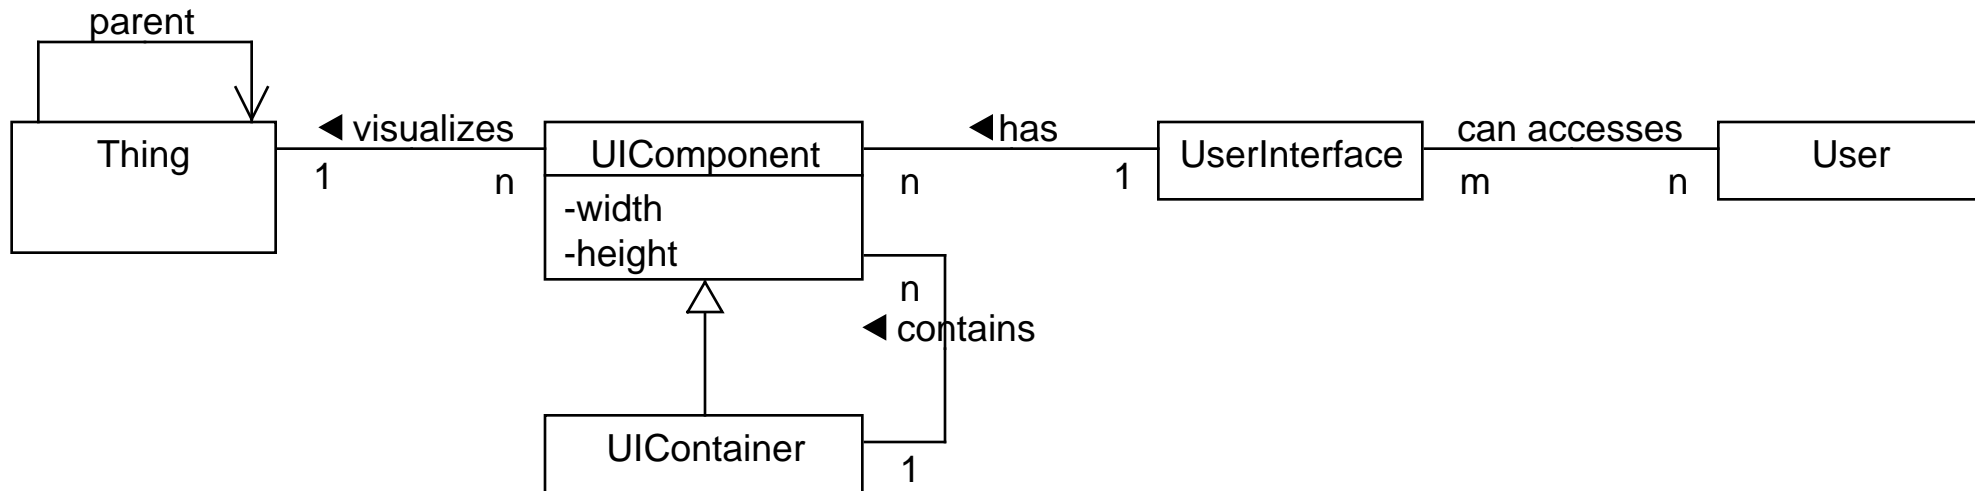 parent
Thing
◀ visualizes
1
n
UIComponent
-width
-height
◀has
n
1
UserInterface
can accesses
m
n
User
n
◀ contains
UIContainer
1